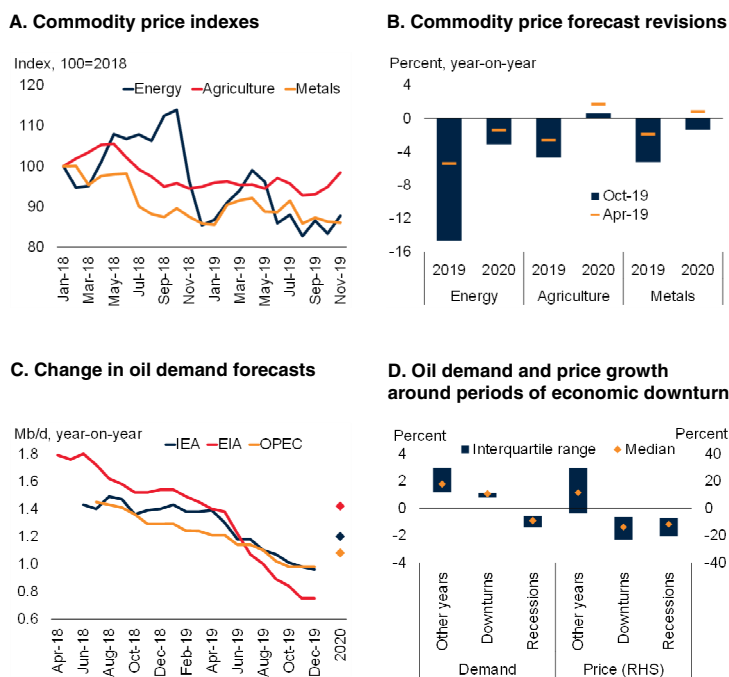 A. Commodity price indexes
Index, 100=2018
Energy Agriculture Metals
120
110
100
90
80
Jan-18
Mar-18
May-18
Jul-18
Sep-18
Nov-18
Jan-19
Mar-19
May-19
Jul-19
Sep-19
Nov-19
B. Commodity price forecast revisions
Percent, year-on-year
4
0
-4
-8
-12
-16
Oct-19
Apr-19
2019 2020 2019 2020 2019 2020
Energy Agriculture Metals
C. Change in oil demand forecasts
Mb/d, year-on-year
IEA EIA OPEC
1.8
1.6
1.4
1.2
1.0
0.8
0.6
Apr-18
Jun-18
Aug-18
Oct-18
Dec-18
Feb-19
Apr-19
Jun-19
Aug-19
Oct-19
Dec-19
2020
D. Oil demand and price growth
around periods of economic downturn
Percent Percent
Interquartile range Median
4 40
2 20
0 0
-2 -20
-4 -40
Other years
Downturns
Recessions
Other years
Downturns
Recessions
Demand Price (RHS)